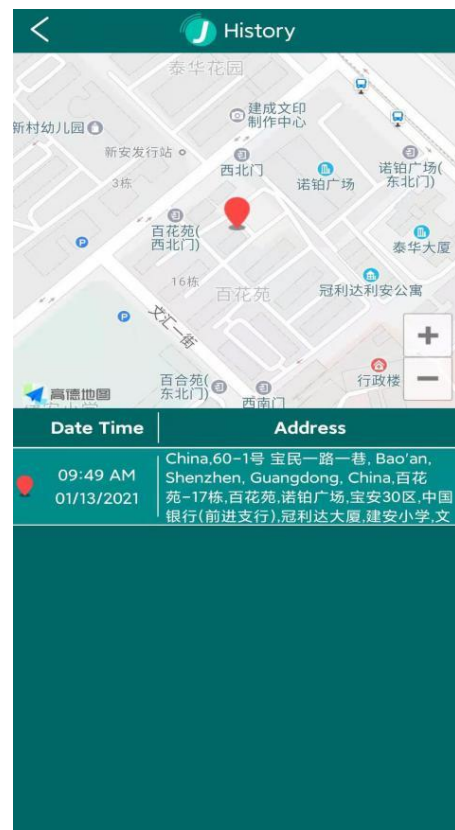 History
泰华花园
建成文印
制作中心
新村幼儿园
新安发行站
西北门
诺铂广场(
东北门)
3栋
诺铂广场
百花苑(
西北门)
P
泰华大厦
16栋
百花苑
冠利达利安公寓
P
文汇一街
+
行政楼
百合苑(
东北门)
西南门
−
高德地图
Date Time
Address
09:49 AM
01/13/2021
China,60-1号 宝民一路一巷, Bao'an,
Shenzhen, Guangdong, China,百花
苑-17栋,百花苑,诺铂广场,宝安30区,中国
银行(前进支行),冠利达大厦,建安小学,文